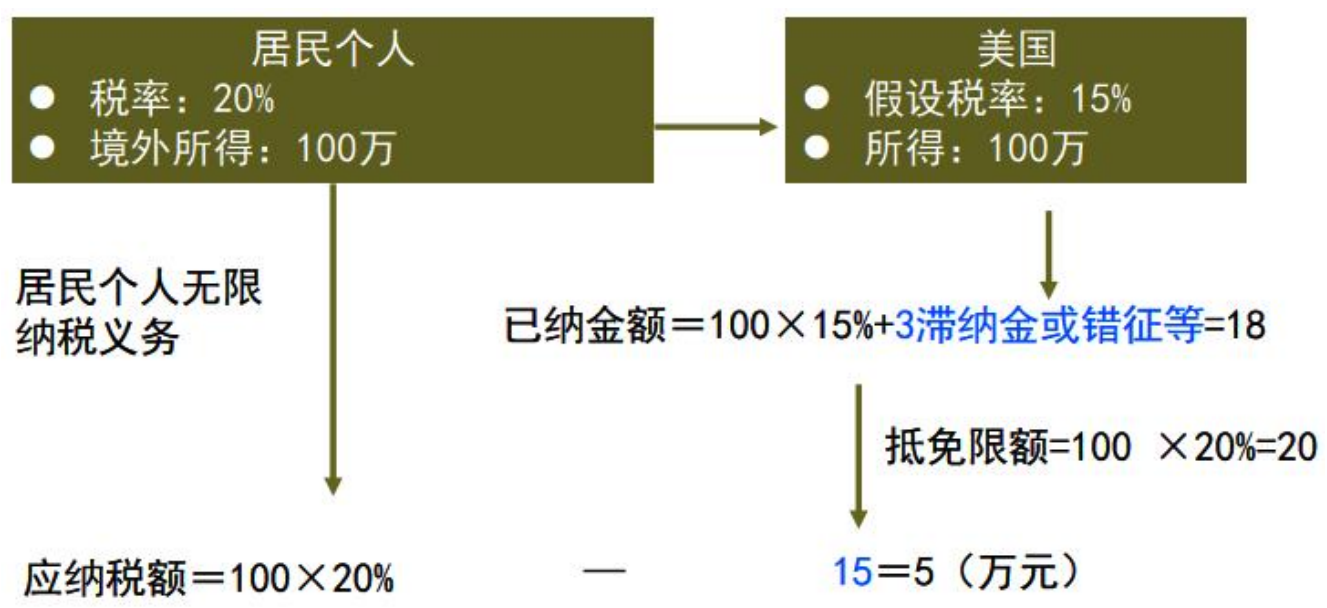 居民个人
● 税率：20%
● 境外所得：100万
美国
● 假设税率：15%
● 所得：100万
居民个人无限
纳税义务
已纳金额＝100×15%+3滞纳金或错征等=18
抵免限额=100 ×20%=20
应纳税额＝100×20% — 15＝5（万元）